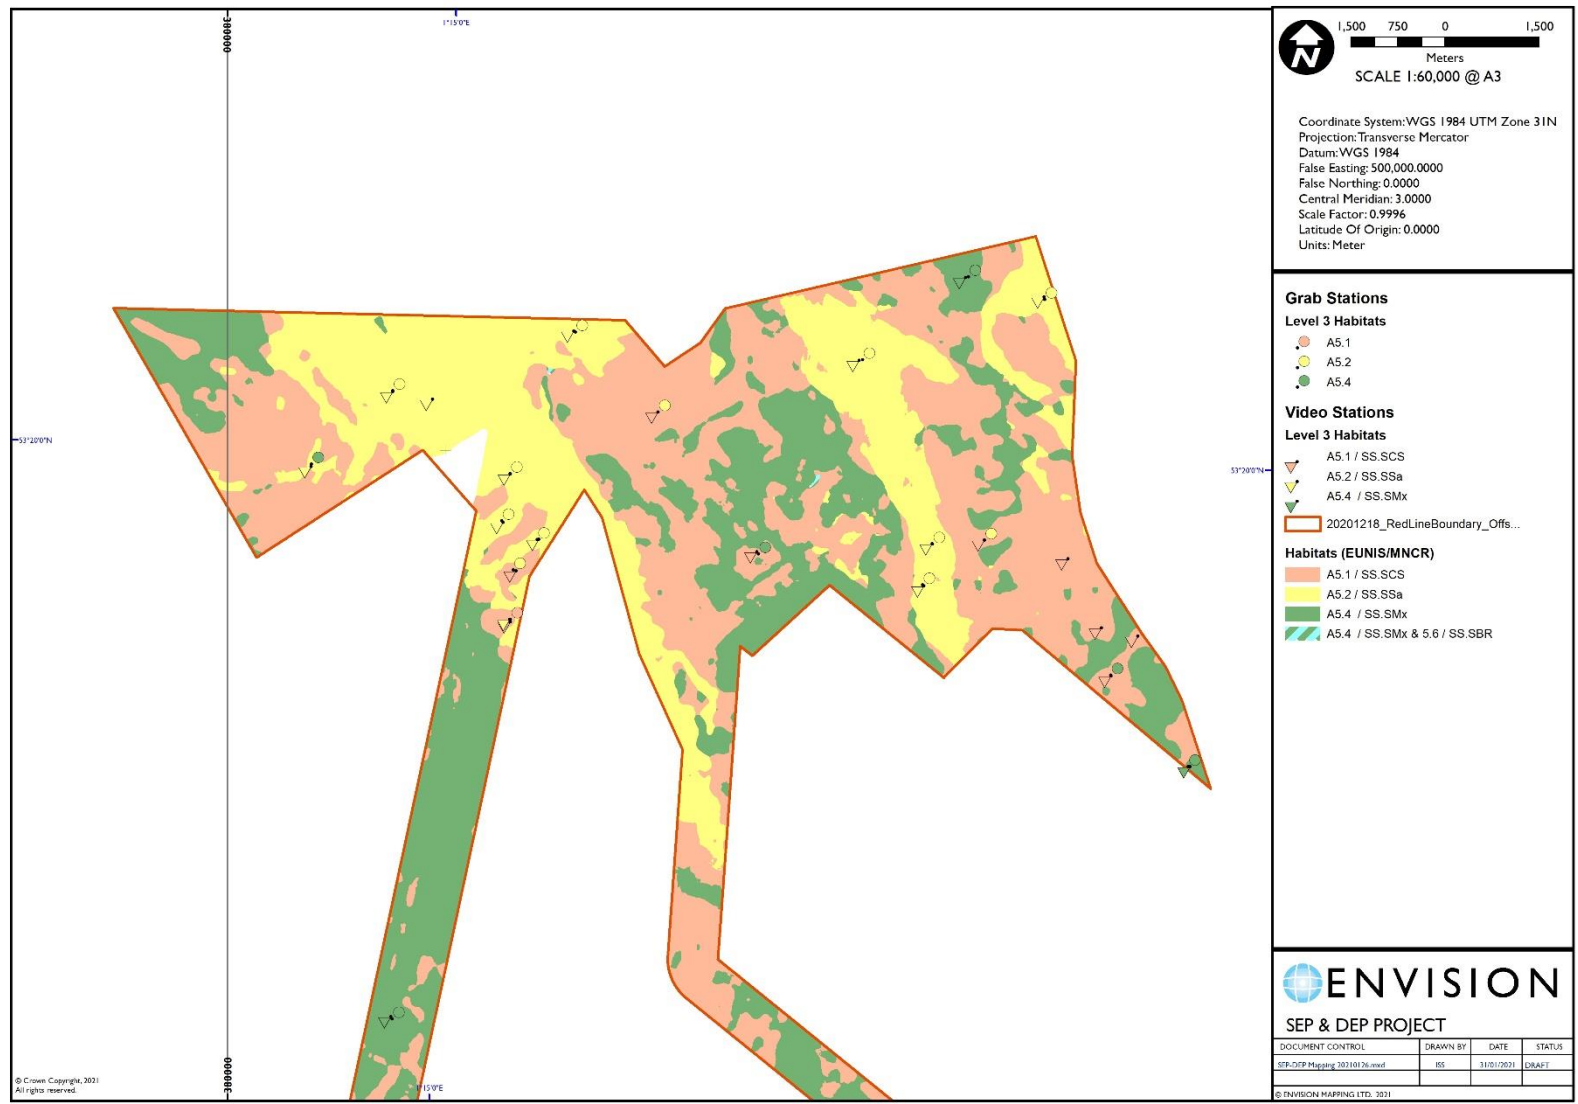 380000
1°15'0"E
53°20'0"N
53°20'0"N
380000
1°15'0"E
© Crown Copyright, 2021
All rights reserved.
N
1,500 750 0 1,500
Meters
SCALE 1:60,000 @ A3
Coordinate System: WGS 1984 UTM Zone 31N
Projection: Transverse Mercator
Datum: WGS 1984
False Easting: 500,000.0000
False Northing: 0.0000
Central Meridian: 3.0000
Scale Factor: 0.9996
Latitude Of Origin: 0.0000
Units: Meter
Grab Stations
Level 3 Habitats
A5.1
A5.2
A5.4
Video Stations
Level 3 Habitats
A5.1 / SS.SCS
A5.2 / SS.SSa
A5.4 / SS.SMx
20201218_RedLineBoundary_Offs...
Habitats (EUNIS/MNCR)
A5.1 / SS.SCS
A5.2 / SS.SSa
A5.4 / SS.SMx
A5.4 / SS.SMx & 5.6 / SS.SBR
ENVISION
SEP & DEP PROJECT
DOCUMENT CONTROL DRAWN BY DATE STATUS
SEP-DEP Mapping 20210126.mxd ISS 31/01/2021 DRAFT
© ENVISION MAPPING LTD. 2021